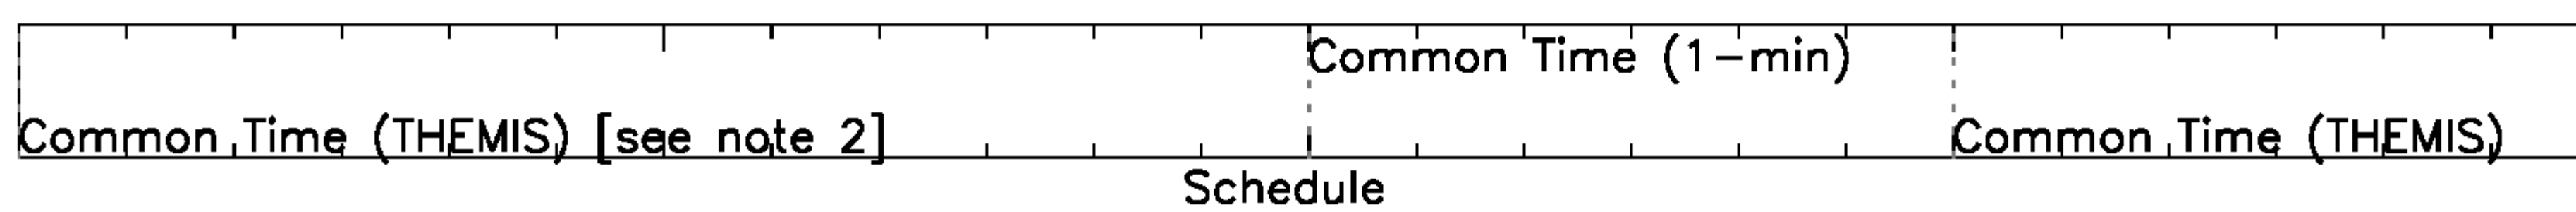 Common Time (1-min)
Common Time (THEMIS) [see note 2]
Common Time (THEMIS)
Schedule